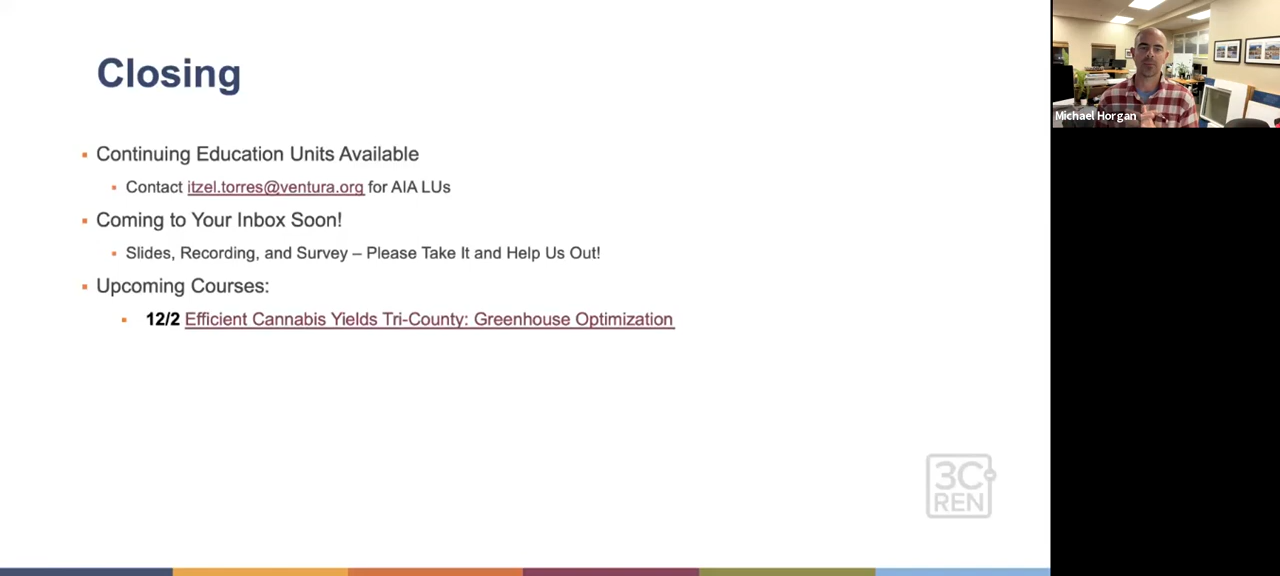 Closing
Continuing Education Units Available
Contact itzel.torres@ventura.org for AIA LUs
Coming to Your Inbox Soon!
Slides, Recording, and Survey – Please Take It and Help Us Out!
Upcoming Courses:
12/2 Efficient Cannabis Yields Tri-County: Greenhouse Optimization
3C
REN
Michael Horgan